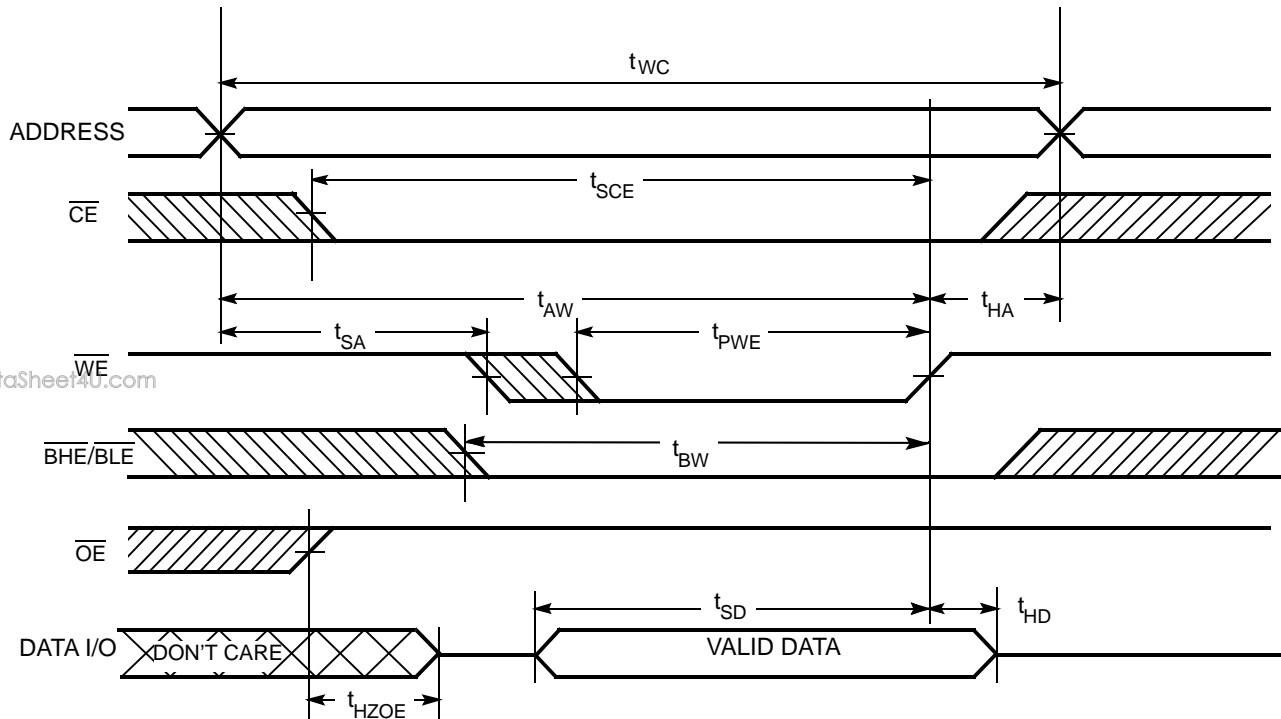 tWC
ADDRESS
tSCE
CE
tAW
tHA
tSA
tPWE
WE
taSheet4U.com
BHE/BLE
tBW
OE
tSD
tHD
DATA I/O
DON'T CARE
VALID DATA
tHZOE